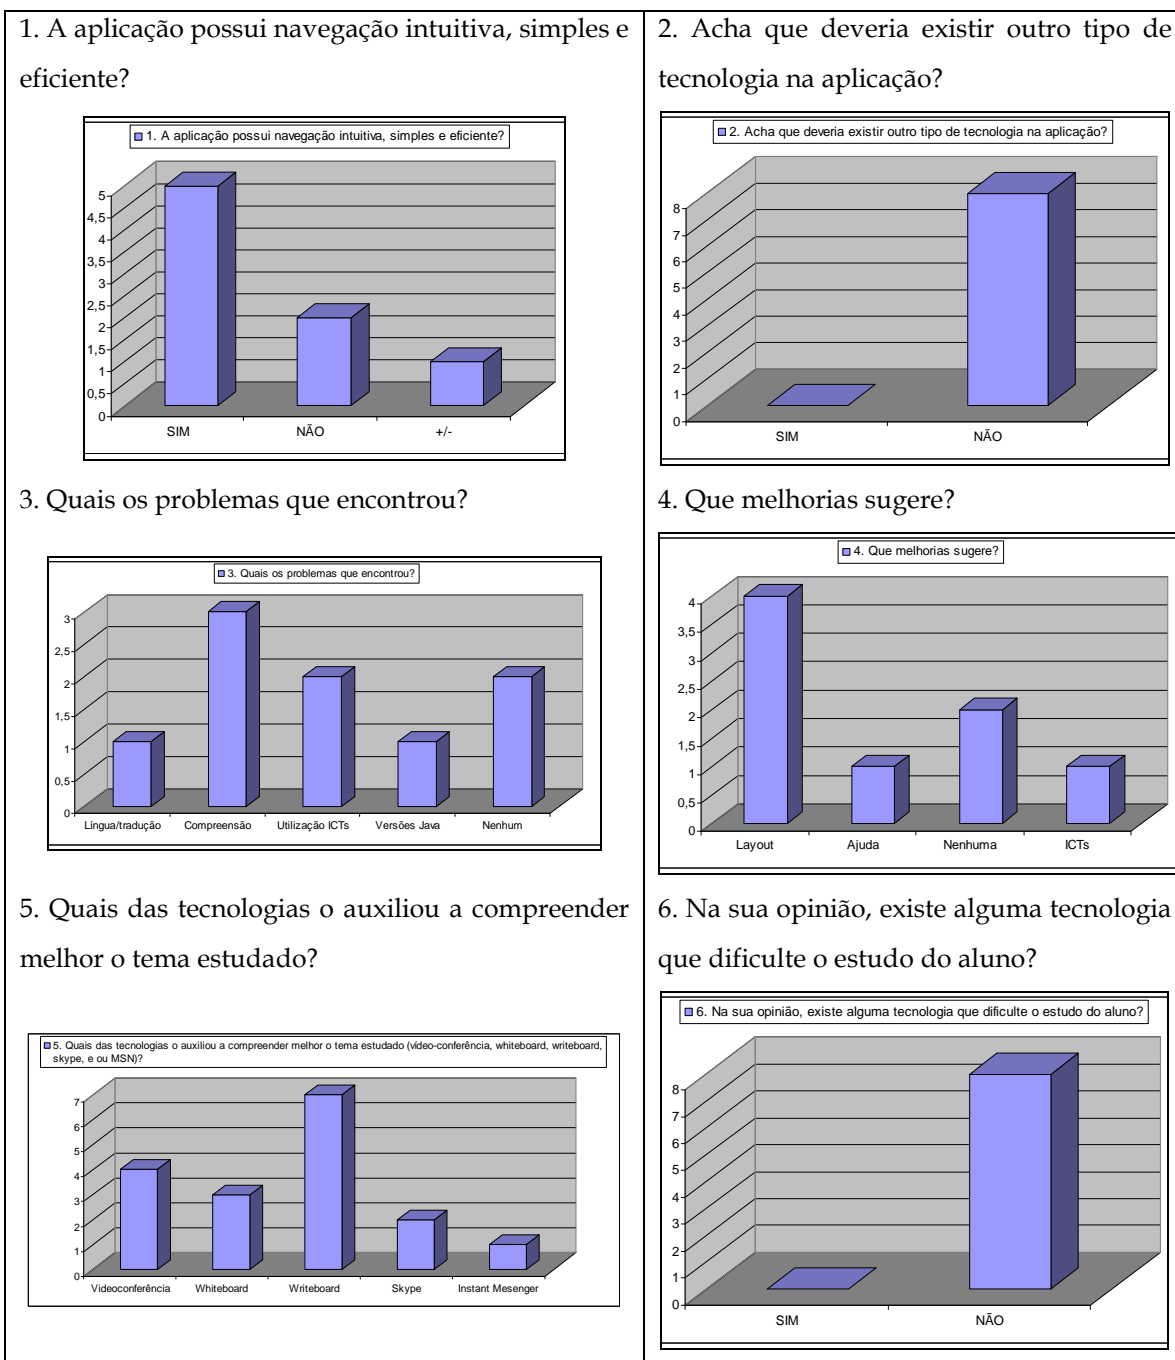 1. A aplicação possui navegação intuitiva, simples e
eficiente?
1. A aplicação possui navegação intuitiva, simples e eficiente?
5
4,5
4
3,5
3
2,5
2
1,5
1
0,5
0
SIM NÃO +/-
2. Acha que deveria existir outro tipo de
tecnologia na aplicação?
2. Acha que deveria existir outro tipo de tecnologia na aplicação?
8
7
6
5
4
3
2
1
0
SIM NÃO
3. Quais os problemas que encontrou?
3. Quais os problemas que encontrou?
3
2,5
2
1,5
1
0,5
0
Língua/tradução Compreensão Utilização ICTs Versões Java Nenhum
4. Que melhorias sugere?
4. Que melhorias sugere?
4
3,5
3
2,5
2
1,5
1
0,5
0
Layout Ajuda Nenhuma ICTs
5. Quais das tecnologias o auxiliou a compreender
melhor o tema estudado?
5. Quais das tecnologias o auxiliou a compreender melhor o tema estudado (vídeo-conferência, whiteboard, writeboard,
skype, e ou MSN)?
7
6
5
4
3
2
1
0
Videoconferência Whiteboard Writeboard Skype Instant Mesenger
6. Na sua opinião, existe alguma tecnologia
que dificulte o estudo do aluno?
6. Na sua opinião, existe alguma tecnologia que dificulte o estudo do aluno?
8
7
6
5
4
3
2
1
0
SIM NÃO